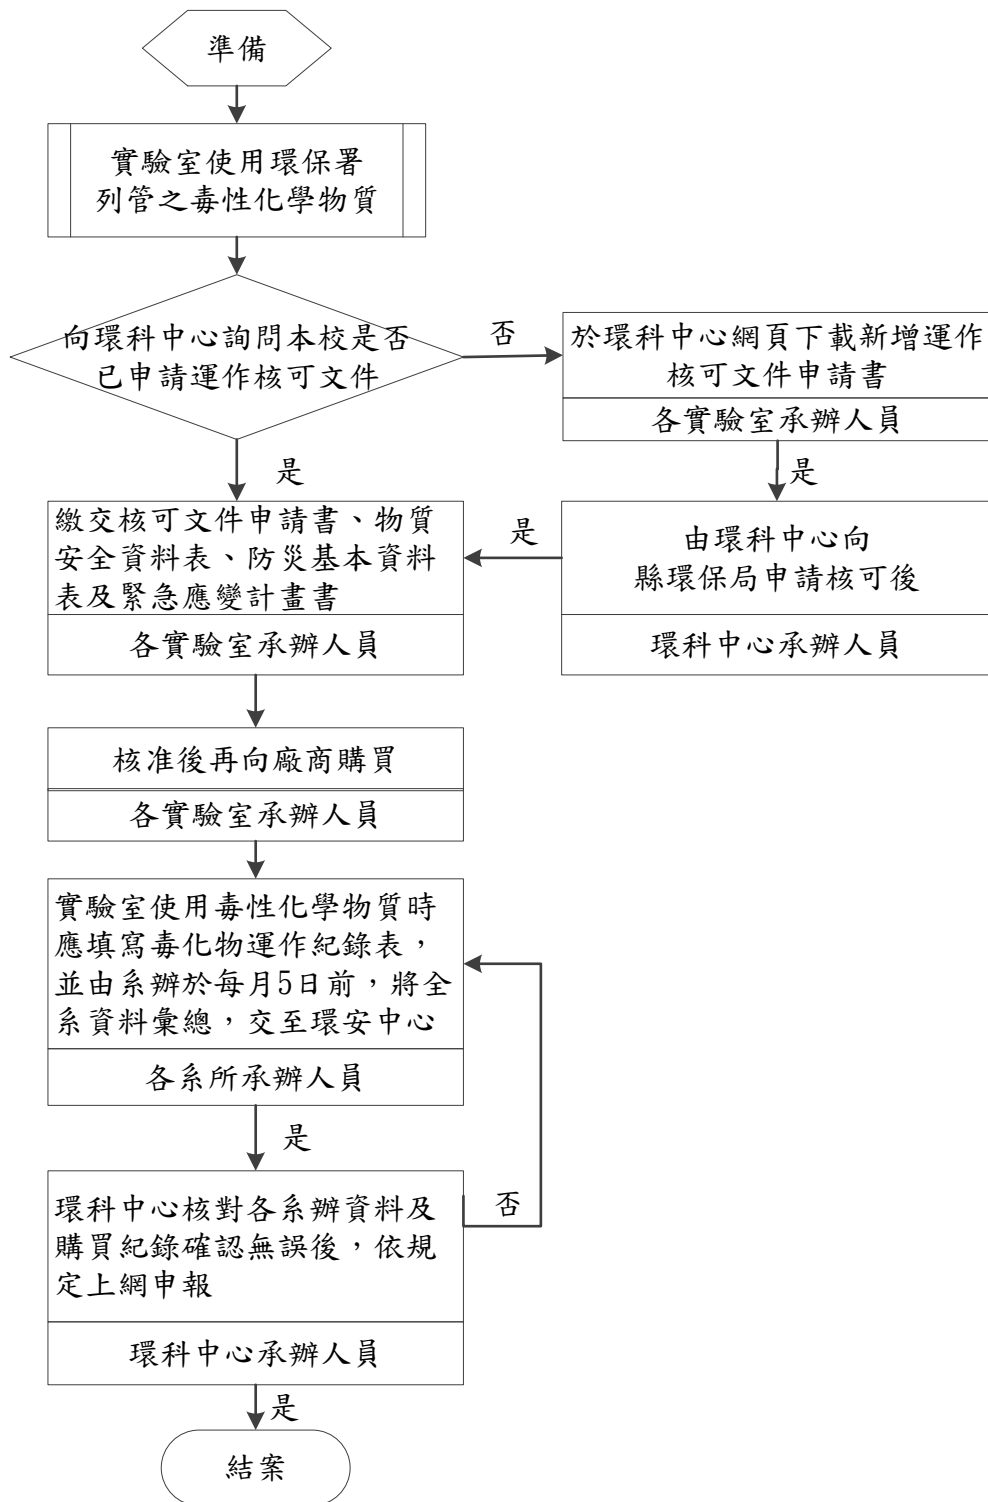 準備
實驗室使用環保署
列管之毒性化學物質
向環科中心詢問本校是否
已申請運作核可文件
否
於環科中心網頁下載新增運作
核可文件申請書
各實驗室承辦人員
是
是
繳交核可文件申請書、物質
安全資料表、防災基本資料
表及緊急應變計畫書
各實驗室承辦人員
是
由環科中心向
縣環保局申請核可後
環科中心承辦人員
核准後再向廠商購買
各實驗室承辦人員
實驗室使用毒性化學物質時
應填寫毒化物運作紀錄表，
並由系辦於每月5日前，將全
系資料彙總，交至環安中心
各系所承辦人員
是
環科中心核對各系辦資料及
購買紀錄確認無誤後，依規
定上網申報
環科中心承辦人員
否
是
結案